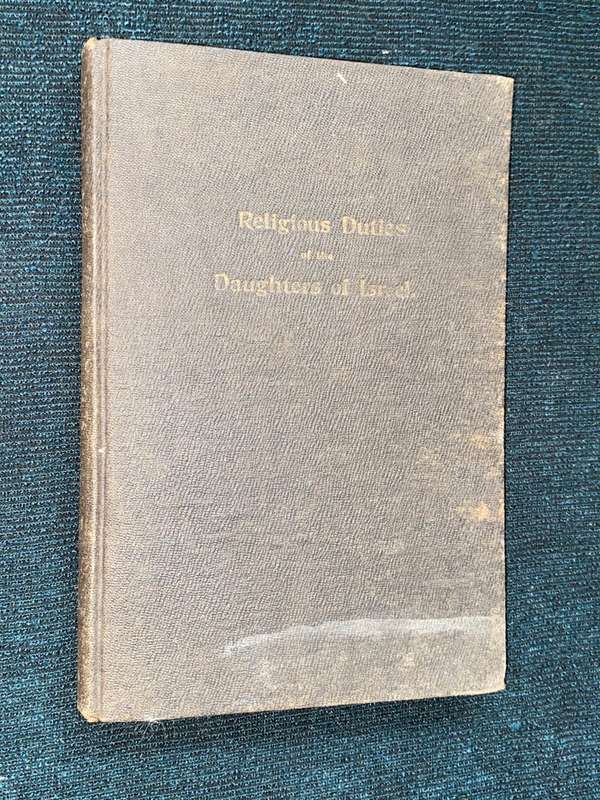 Religious Duties
of the
Daughters of Israel.